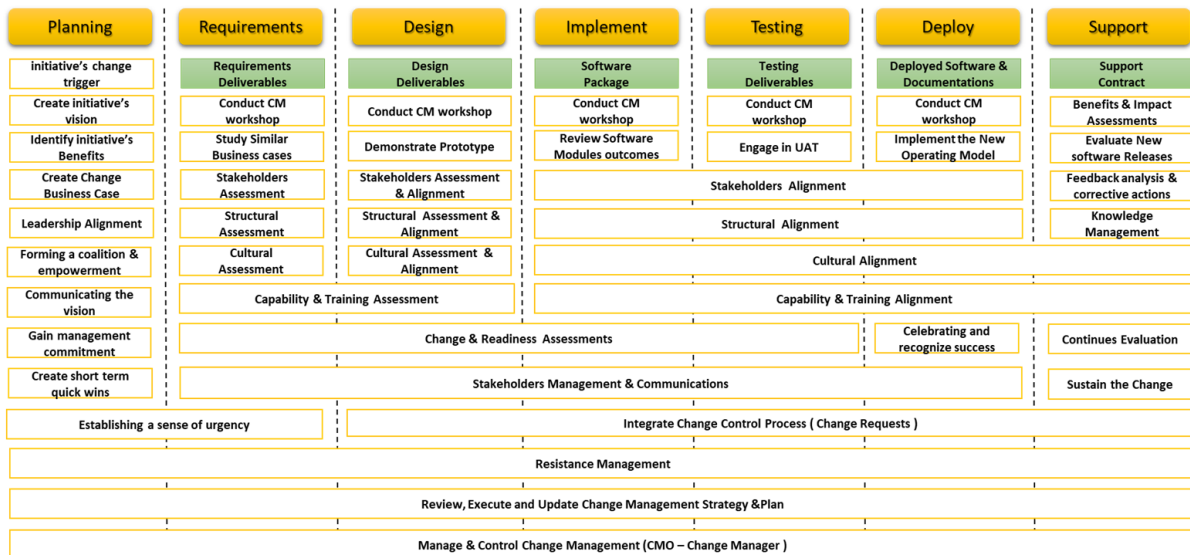 Planning
Requirements
Design
Implement
Testing
Deploy
Support
initiative's change
trigger
Requirements
Deliverables
Design
Deliverables
Software
Package
Testing
Deliverables
Deployed Software &
Documentations
Support
Contract
Create initiative's
vision
Conduct CM
workshop
Conduct CM workshop
Conduct CM
workshop
Conduct CM
workshop
Conduct CM
workshop
Benefits & Impact
Assessments
Identify initiative's
Benefits
Study Similar
Business cases
Demonstrate Prototype
Review Software
Modules outcomes
Engage in UAT
Implement the New
Operating Model
Evaluate New
software Releases
Create Change
Business Case
Stakeholders
Assessment
Stakeholders Assessment
& Alignment
Stakeholders Alignment
Feedback analysis &
corrective actions
Leadership Alignment
Structural
Assessment
Structural Assessment &
Alignment
Structural Alignment
Knowledge
Management
Forming a coalition &
empowerment
Cultural
Assessment
Cultural Assessment &
Alignment
Cultural Alignment
Communicating the
vision
Capability & Training Assessment
Capability & Training Alignment
Gain management
commitment
Change & Readiness Assessments
Celebrating and
recognize success
Continues Evaluation
Create short term
quick wins
Stakeholders Management & Communications
Sustain the Change
Establishing a sense of urgency
Integrate Change Control Process ( Change Requests )
Resistance Management
Review, Execute and Update Change Management Strategy &Plan
Manage & Control Change Management (CMO – Change Manager )